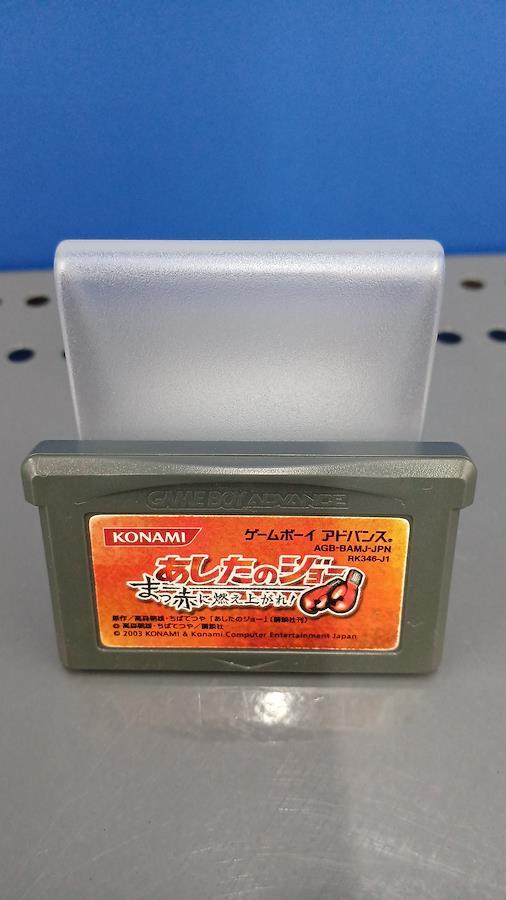 GAME BOY ADVANCE
KONAMI
ゲームボーイ アドバンス®
AGB-BAMJ-JPN
RK346-J1
あしたのジョー
まっ赤に燃え上がれ!
原作/高森朝雄・ちばてつや「あしたのジョー」(講談社刊)
© 高森朝雄・ちばてつや/講談社
© 2003 KONAMI & Konami Computer Entertainment Japan